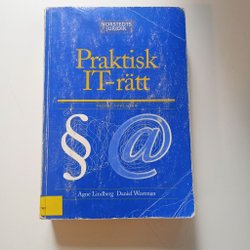 NORSTEDTS
JURIDIK
Praktisk
IT-rätt
§ @
Agne Lindberg Daniel Westman